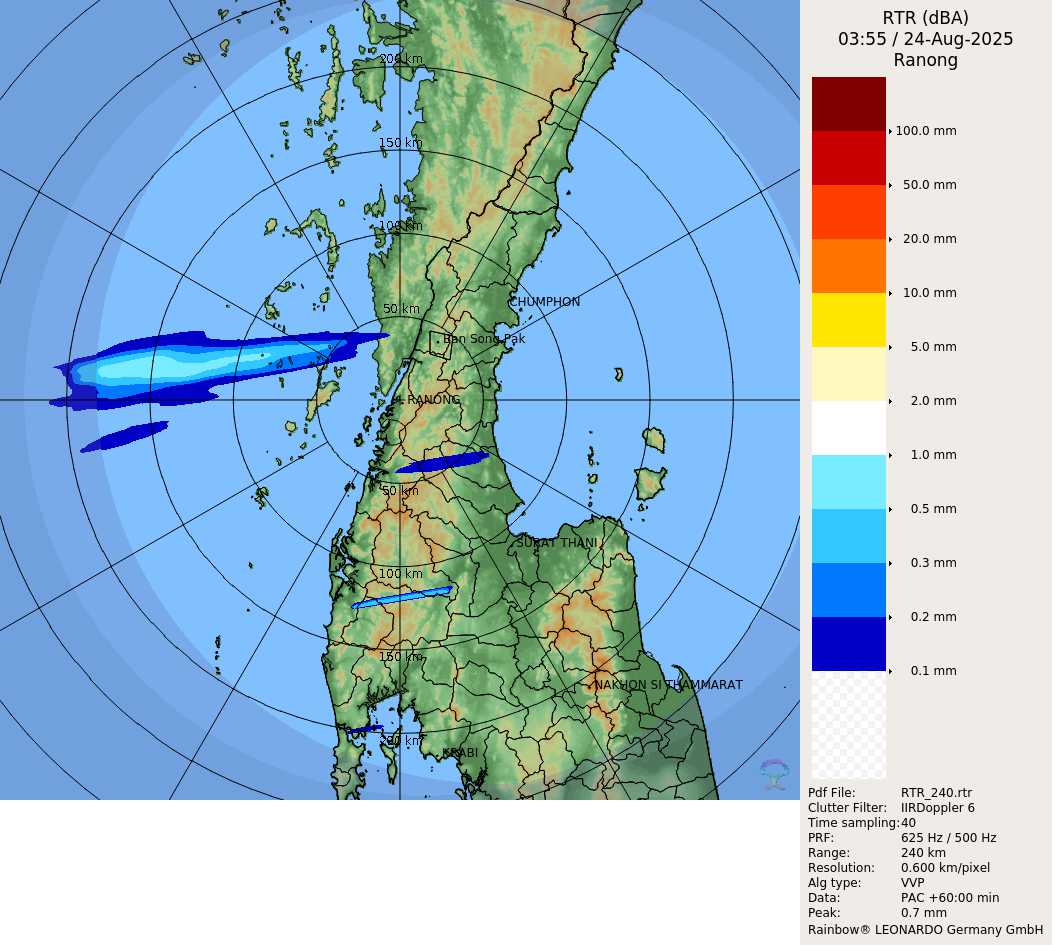 RTR (dBA)
03:55 / 24-Aug-2025
Ranong
200 km
150 km
100 km
50 km
CHUMPHON
Ban Song Pak
RANONG
50 km
SURAT THANI
100 km
150 km
NAKHON SI THAMMARAT
200 km
KRABI
100.0 mm
50.0 mm
20.0 mm
10.0 mm
5.0 mm
2.0 mm
1.0 mm
0.5 mm
0.3 mm
0.2 mm
0.1 mm
Pdf File: RTR_240.rtr
Clutter Filter: IIRDoppler 6
Time sampling:40
PRF: 625 Hz / 500 Hz
Range: 240 km
Resolution: 0.600 km/pixel
Alg type: VVP
Data: PAC +60:00 min
Peak: 0.7 mm
Rainbow® LEONARDO Germany GmbH